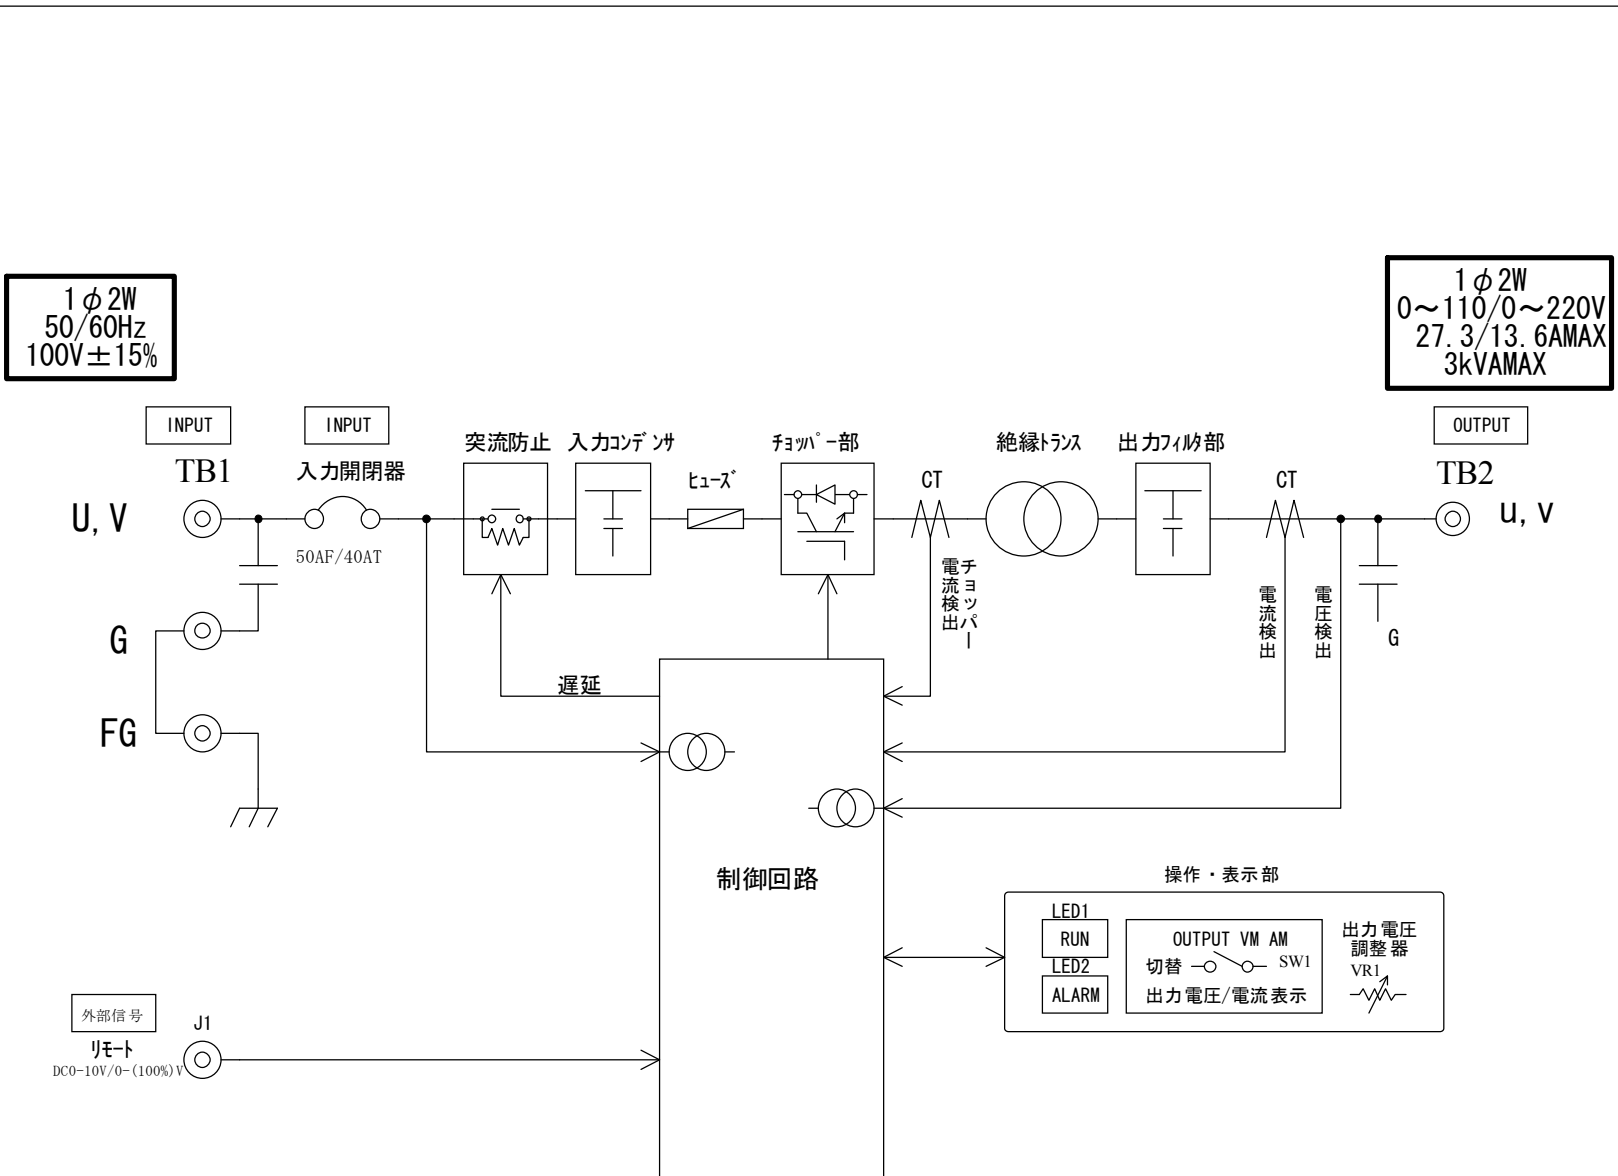 1φ2W
50/60Hz
100V±15%
1φ2W
0～110/0～220V
27.3/13.6AMAX
3kVAMAX
INPUT
INPUT
OUTPUT
TB1
入力開閉器
突流防止
入力ｺﾝﾃﾞﾝｻ
ﾋｭｰｽﾞ
ﾁｮｯﾊﾟｰ部
CT
絶縁ﾄﾗﾝｽ
出力ﾌｨﾙﾀ部
CT
TB2
U,V
u,v
50AF/40AT
チョッパー
電流検出
電流検出
電圧検出
G
G
遅延
FG
制御回路
操作・表示部
LED1
RUN
LED2
ALARM
OUTPUT VM AM
切替 SW1
出力電圧/電流表示
出力電圧
調整器
VR1
外部信号
J1
ﾘﾓｰﾄ
DC0-10V/0-(100%)V